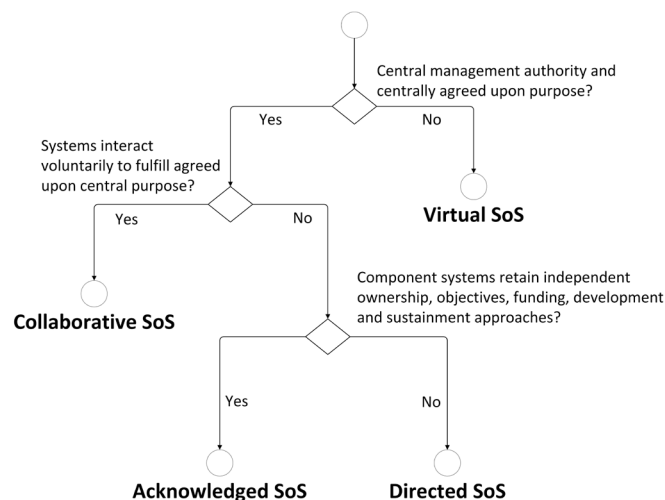 Central management authority and
centrally agreed upon purpose?
Yes
No
Systems interact
voluntarily to fulfill agreed
upon central purpose?
Virtual SoS
Yes
No
Component systems retain independent
ownership, objectives, funding, development
and sustainment approaches?
Collaborative SoS
Yes
No
Acknowledged SoS
Directed SoS